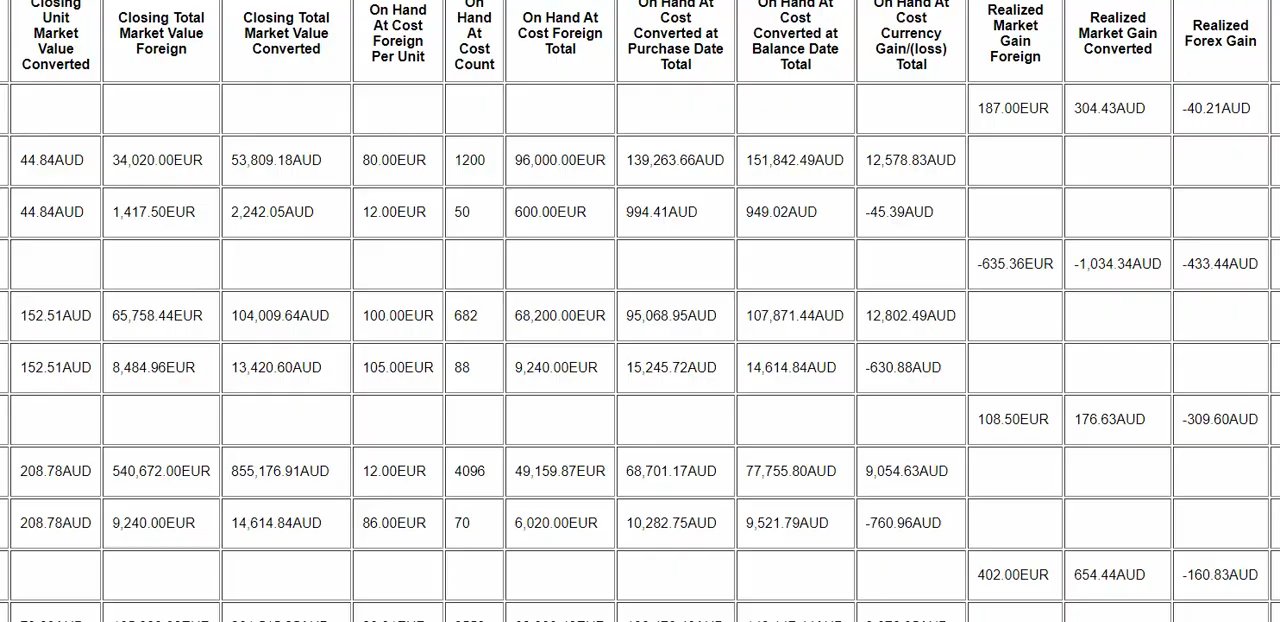 Closing Unit Market Value Converted
Closing Total Market Value Foreign
Closing Total Market Value Converted
On Hand At Cost Foreign Per Unit
On Hand At Cost Count
On Hand At Cost Foreign Total
On Hand At Cost Converted at Purchase Date Total
On Hand At Cost Converted at Balance Date Total
On Hand At Cost Currency Gain/(loss) Total
Realized Market Gain Foreign
Realized Market Gain Converted
Realized Forex Gain
187.00EUR 304.43AUD -40.21AUD
44.84AUD 34,020.00EUR 53,809.18AUD 80.00EUR 1200 96,000.00EUR 139,263.66AUD 151,842.49AUD 12,578.83AUD
44.84AUD 1,417.50EUR 2,242.05AUD 12.00EUR 50 600.00EUR 994.41AUD 949.02AUD -45.39AUD
-635.36EUR -1,034.34AUD -433.44AUD
152.51AUD 65,758.44EUR 104,009.64AUD 100.00EUR 682 68,200.00EUR 95,068.95AUD 107,871.44AUD 12,802.49AUD
152.51AUD 8,484.96EUR 13,420.60AUD 105.00EUR 88 9,240.00EUR 15,245.72AUD 14,614.84AUD -630.88AUD
108.50EUR 176.63AUD -309.60AUD
208.78AUD 540,672.00EUR 855,176.91AUD 12.00EUR 4096 49,159.87EUR 68,701.17AUD 77,755.80AUD 9,054.63AUD
208.78AUD 9,240.00EUR 14,614.84AUD 86.00EUR 70 6,020.00EUR 10,282.75AUD 9,521.79AUD -760.96AUD
402.00EUR 654.44AUD -160.83AUD